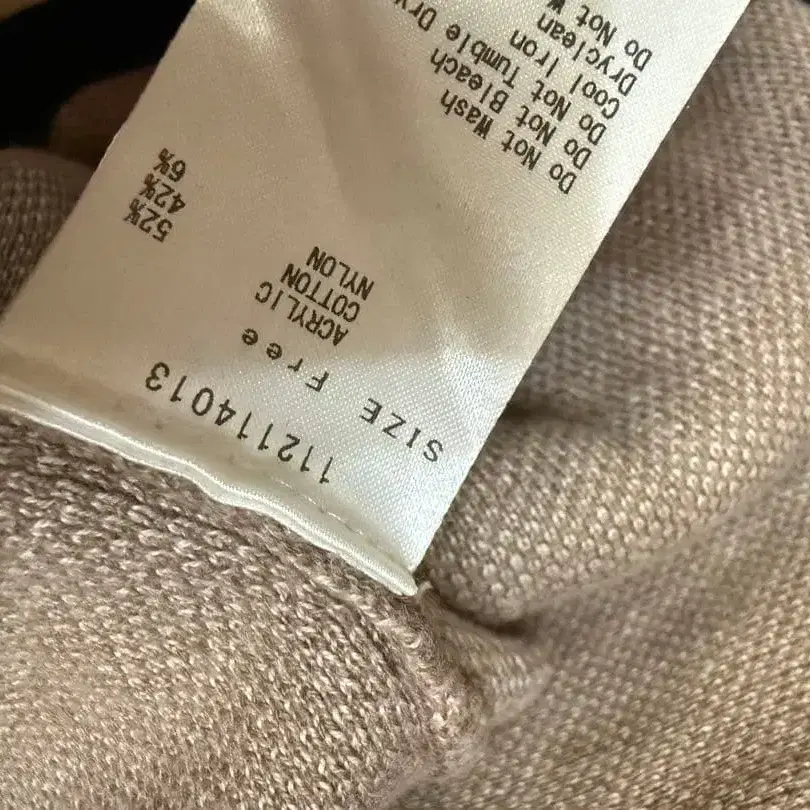 112114013
SIZE Free
ACRYLIC 52%
COTTON 42%
NYLON 6%
Do Not Wash
Do Not Bleach
Do Not Tumble Dry
Cool Iron
Dryclean
Do Not